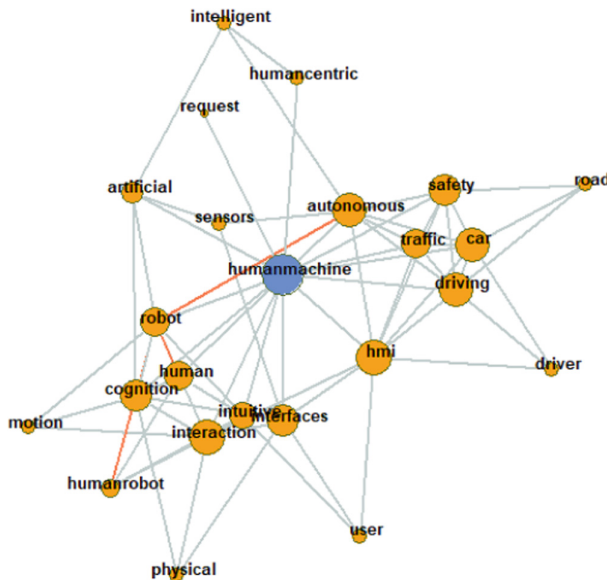 intelligent
humancentric
request
artificial
safety
road
autonomous
sensors
traffic
car
humanmachine
driving
robot
hmi
human
driver
cognition
intuitive
interfaces
motion
interaction
humanrobot
user
physical